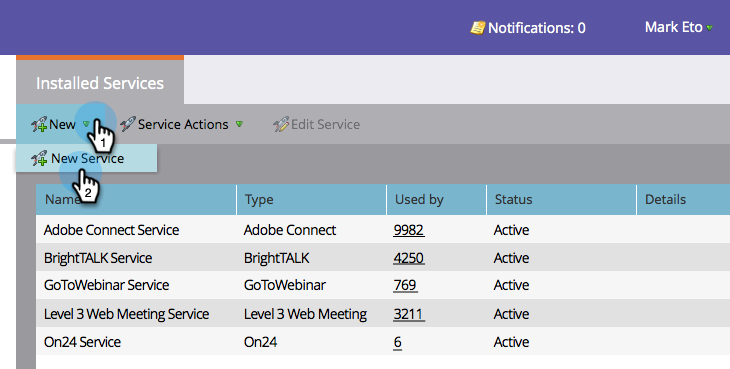 Notifications: 0 Mark Eto
Installed Services
New 1 Service Actions Edit Service
New Service
2
Name Type Used by Status Details
Adobe Connect Service Adobe Connect 9982 Active
BrightTALK Service BrightTALK 4250 Active
GoToWebinar Service GoToWebinar 769 Active
Level 3 Web Meeting Service Level 3 Web Meeting 3211 Active
On24 Service On24 6 Active